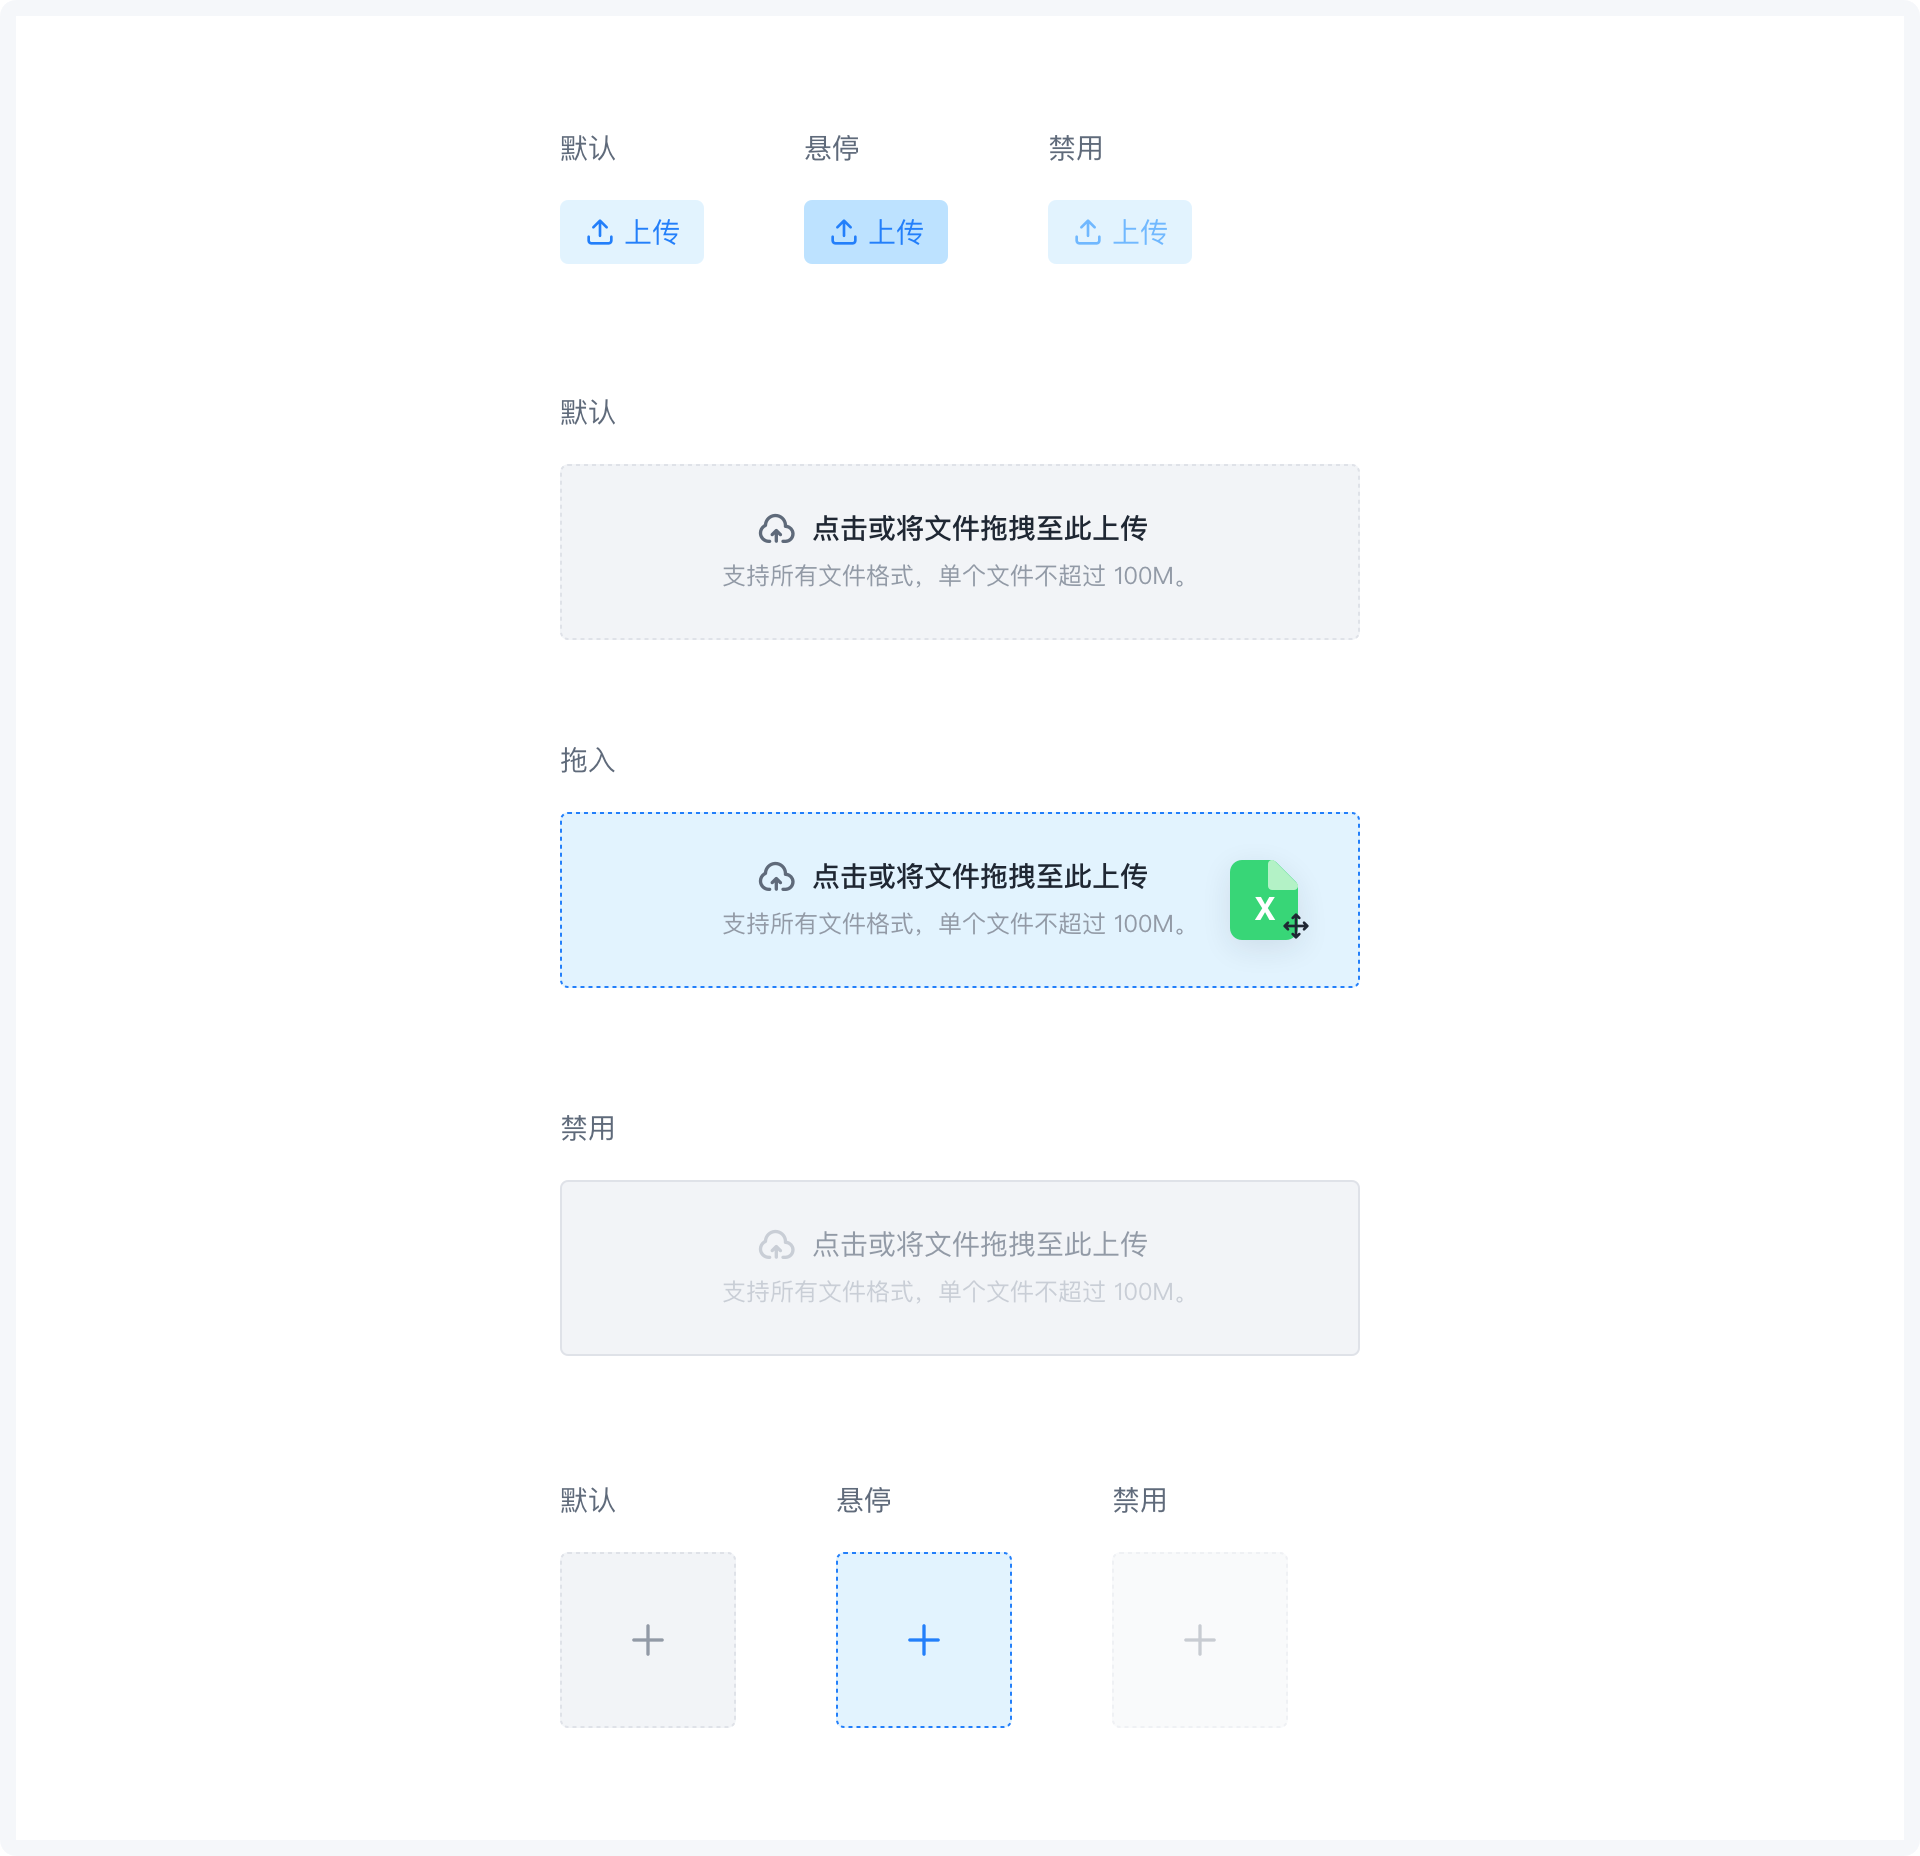 默认 悬停 禁用
上传 上传 上传
默认
点击或将文件拖拽至此上传
支持所有文件格式，单个文件不超过 100M。
拖入
点击或将文件拖拽至此上传
支持所有文件格式，单个文件不超过 100M。
X
禁用
点击或将文件拖拽至此上传
支持所有文件格式，单个文件不超过 100M。
默认 悬停 禁用